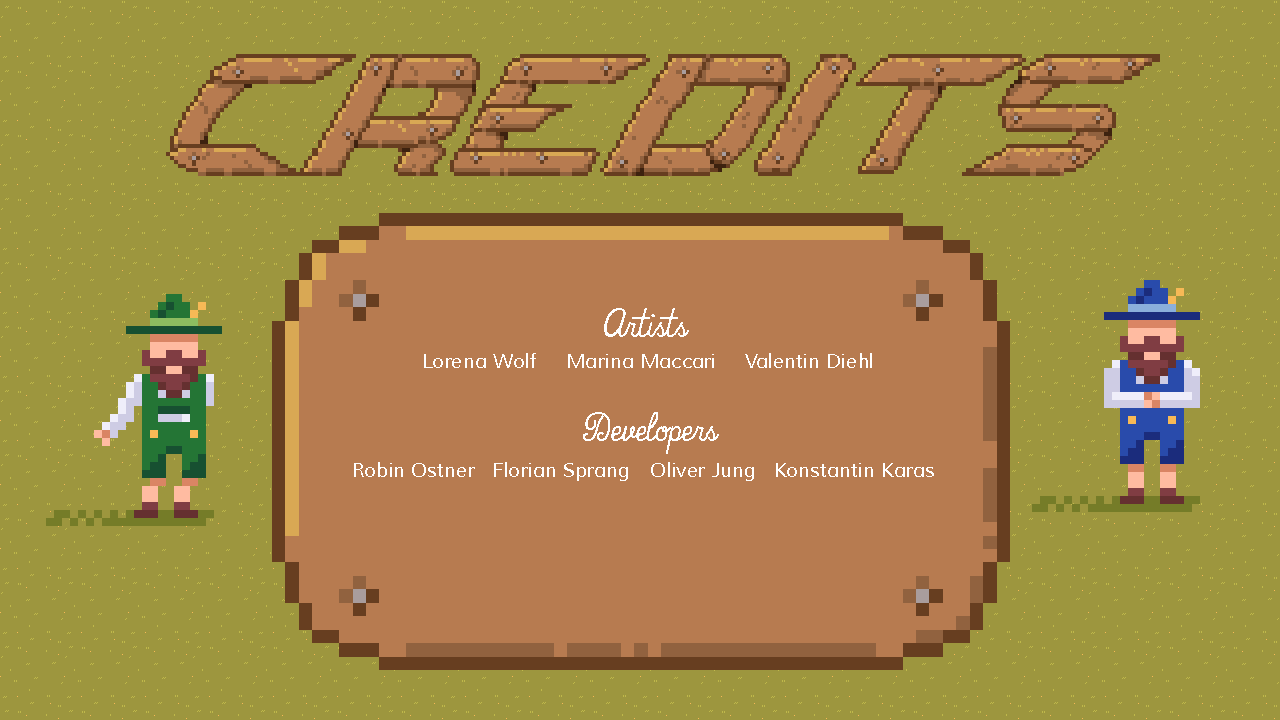 CREDITS
Artists
Lorena Wolf Marina Maccari Valentin Diehl
Developers
Robin Ostner Florian Sprang Oliver Jung Konstantin Karas